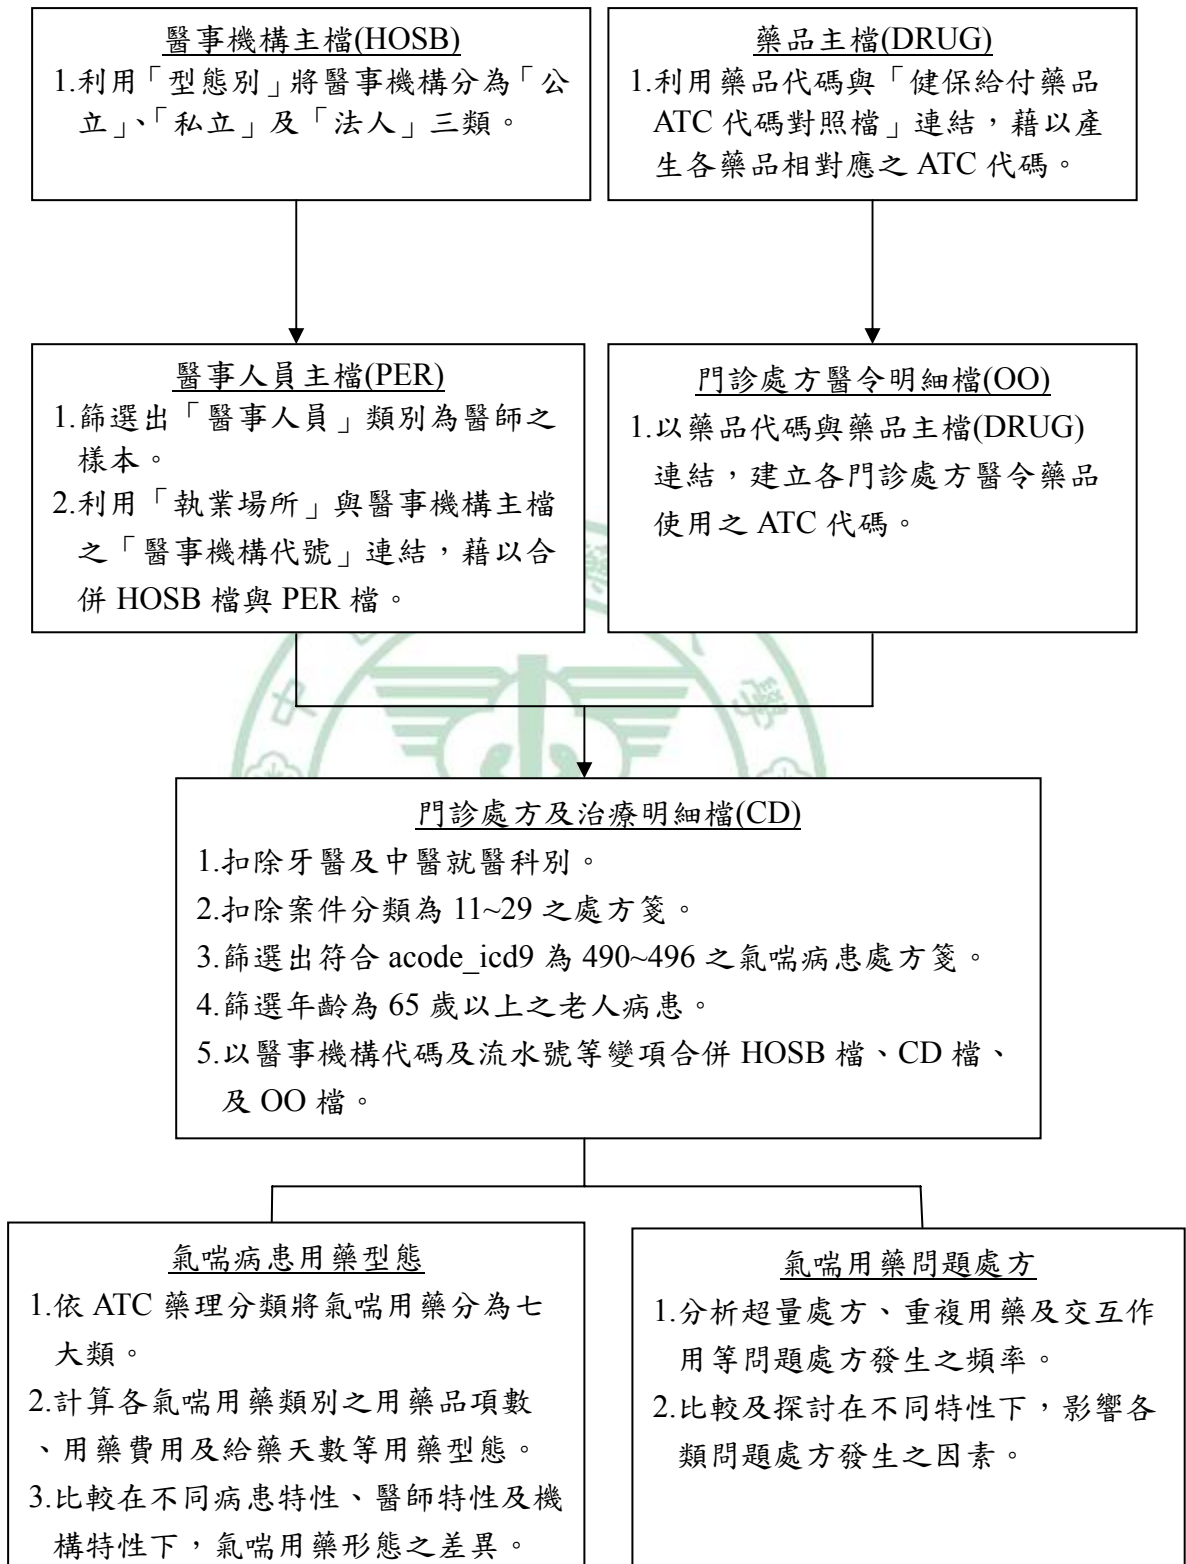 醫事機構主檔(HOSB)
1.利用「型態別」將醫事機構分為「公
立」、「私立」及「法人」三類。
藥品主檔(DRUG)
1.利用藥品代碼與「健保給付藥品
ATC 代碼對照檔」連結，藉以產
生各藥品相對應之 ATC 代碼。
醫事人員主檔(PER)
1.篩選出「醫事人員」類別為醫師之
樣本。
2.利用「執業場所」與醫事機構主檔
之「醫事機構代號」連結，藉以合
併 HOSB 檔與 PER 檔。
門診處方醫令明細檔(OO)
1.以藥品代碼與藥品主檔(DRUG)
連結，建立各門診處方醫令藥品
使用之 ATC 代碼。
中
學
門診處方及治療明細檔(CD)
1.扣除牙醫及中醫就醫科別。
2.扣除案件分類為 11~29 之處方箋。
3.篩選出符合 acode_icd9 為 490~496 之氣喘病患處方箋。
4.篩選年齡為 65 歲以上之老人病患。
5.以醫事機構代碼及流水號等變項合併 HOSB 檔、CD 檔、
及 OO 檔。
氣喘病患用藥型態
1.依 ATC 藥理分類將氣喘用藥分為七
大類。
2.計算各氣喘用藥類別之用藥品項數
、用藥費用及給藥天數等用藥型態。
3.比較在不同病患特性、醫師特性及機
構特性下，氣喘用藥形態之差異。
氣喘用藥問題處方
1.分析超量處方、重複用藥及交互作
用等問題處方發生之頻率。
2.比較及探討在不同特性下，影響各
類問題處方發生之因素。